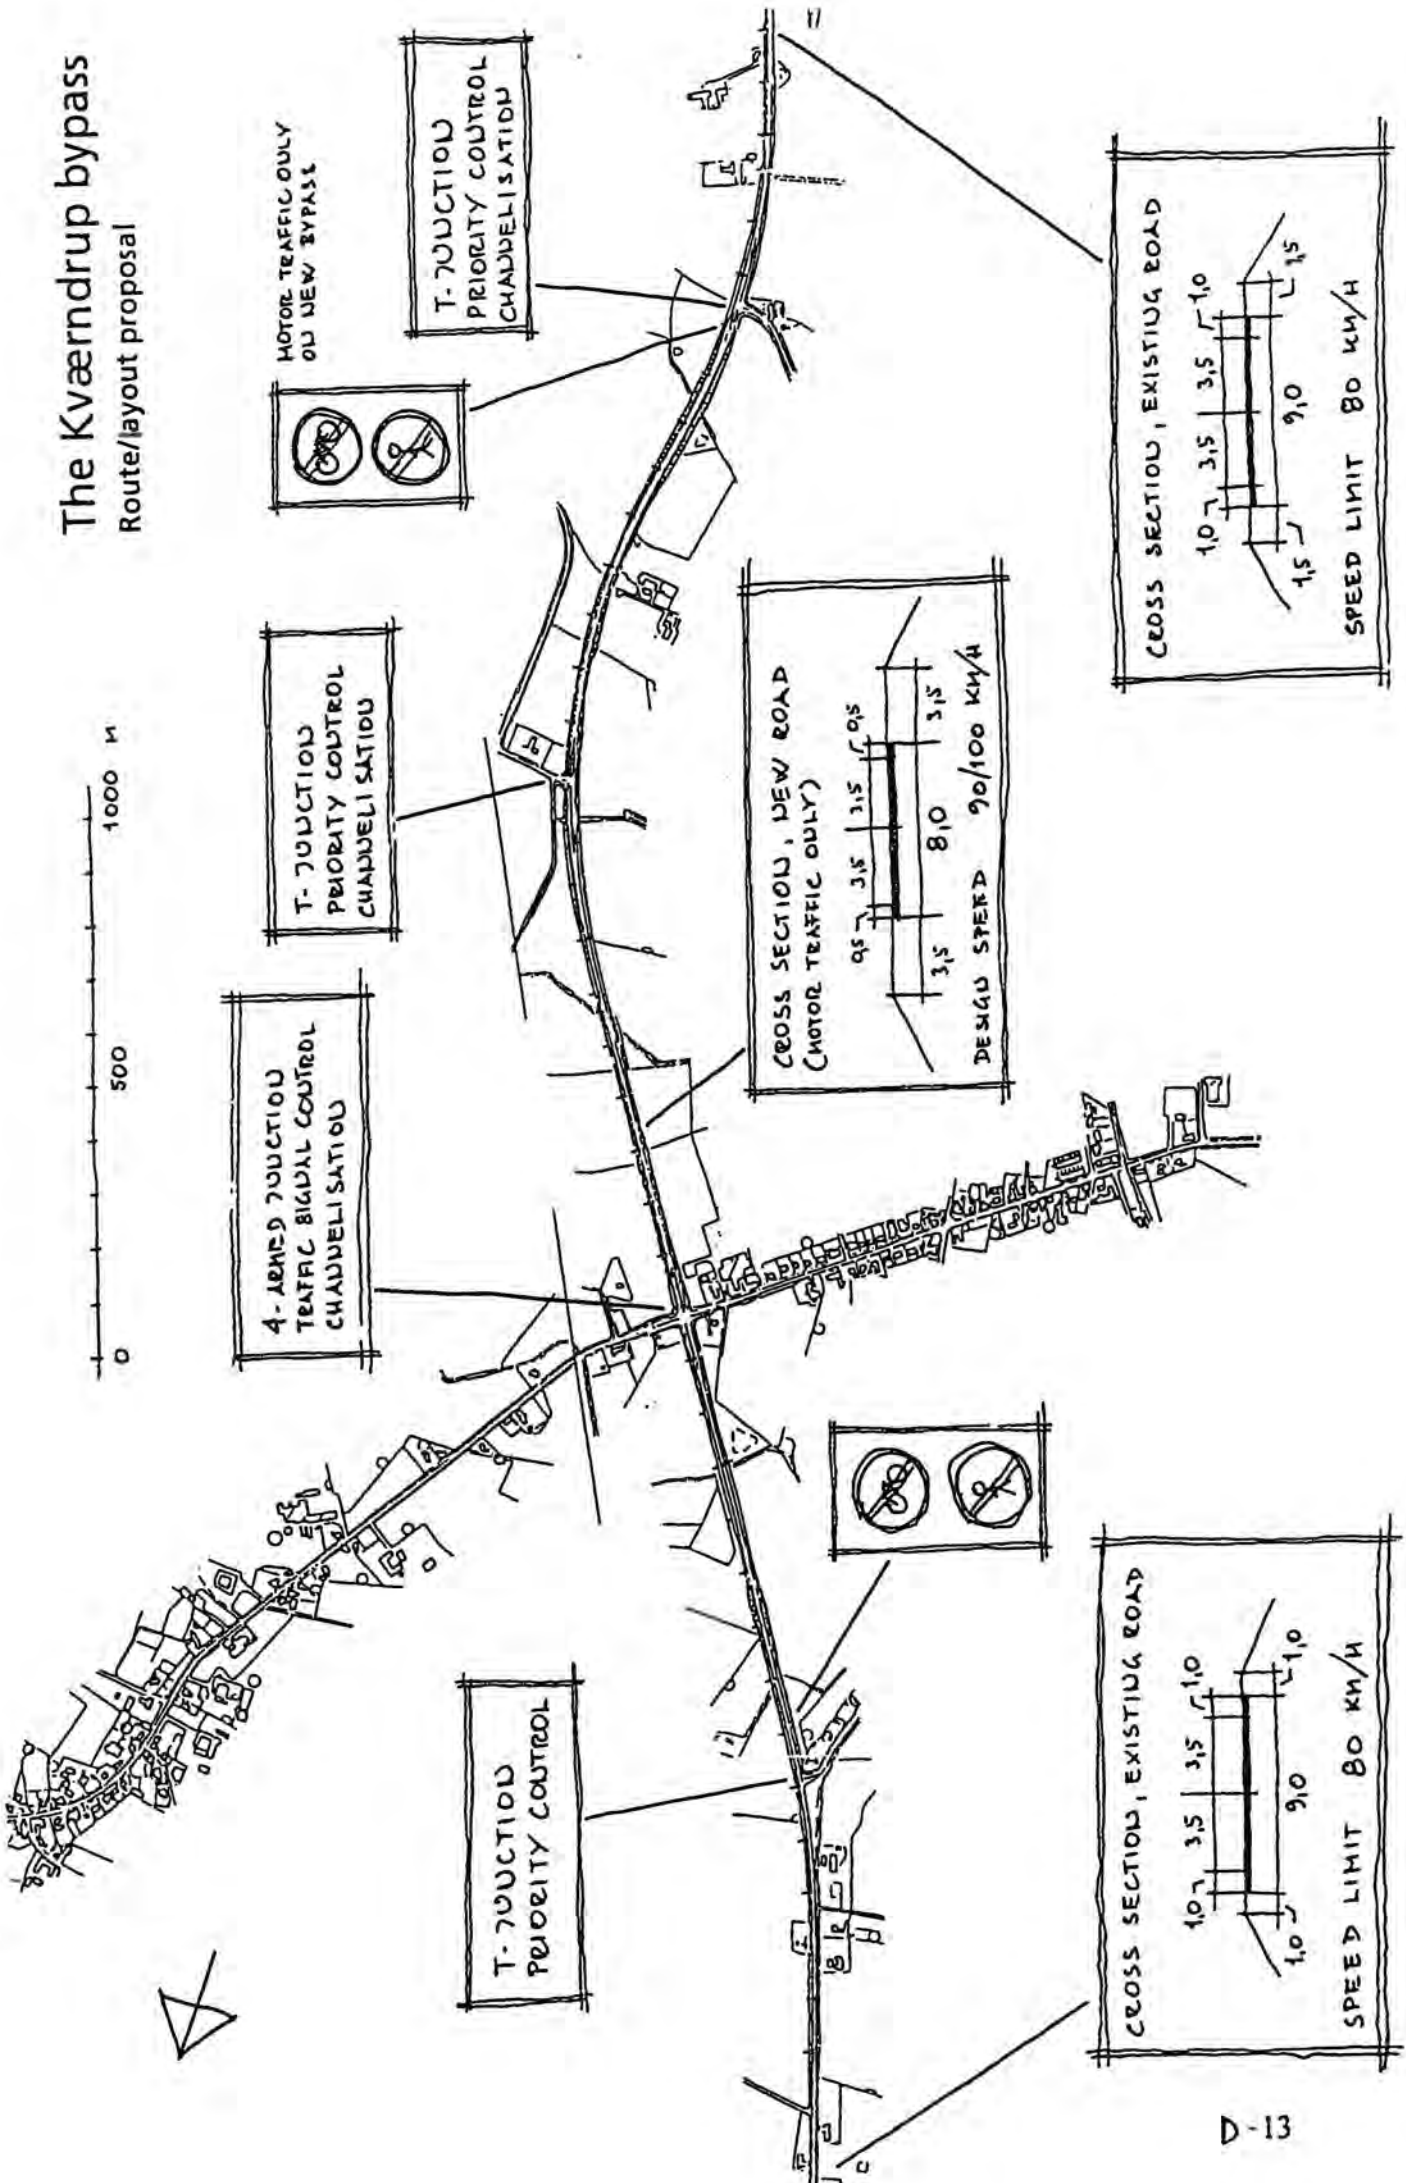 The Kværndrup bypass
Route/layout proposal
MOTOR TRAFFIC ONLY
ON NEW BYPASS
T-JUNCTION
PRIORITY CONTROL
CHANNELISATION
T-JUNCTION
PRIORITY CONTROL
CHANNELISATION
0 500 1000 M
4-ARMED JUNCTION
TRAFFIC SIGNAL CONTROL
CHANNELISATION
T-JUNCTION
PRIORITY CONTROL
CROSS SECTION, NEW ROAD
(MOTOR TRAFFIC ONLY)
0,5 3,5 3,5 0,5
3,5 8,0 3,5
DESIGN SPEED 90/100 KM/H
CROSS SECTION, EXISTING ROAD
1,0 3,5 3,5 1,0
1,0 9,0 1,0
SPEED LIMIT 80 KM/H
CROSS SECTION, EXISTING ROAD
1,0 3,5 3,5 1,0
1,5 9,0 1,5
SPEED LIMIT 80 KM/H
D-13